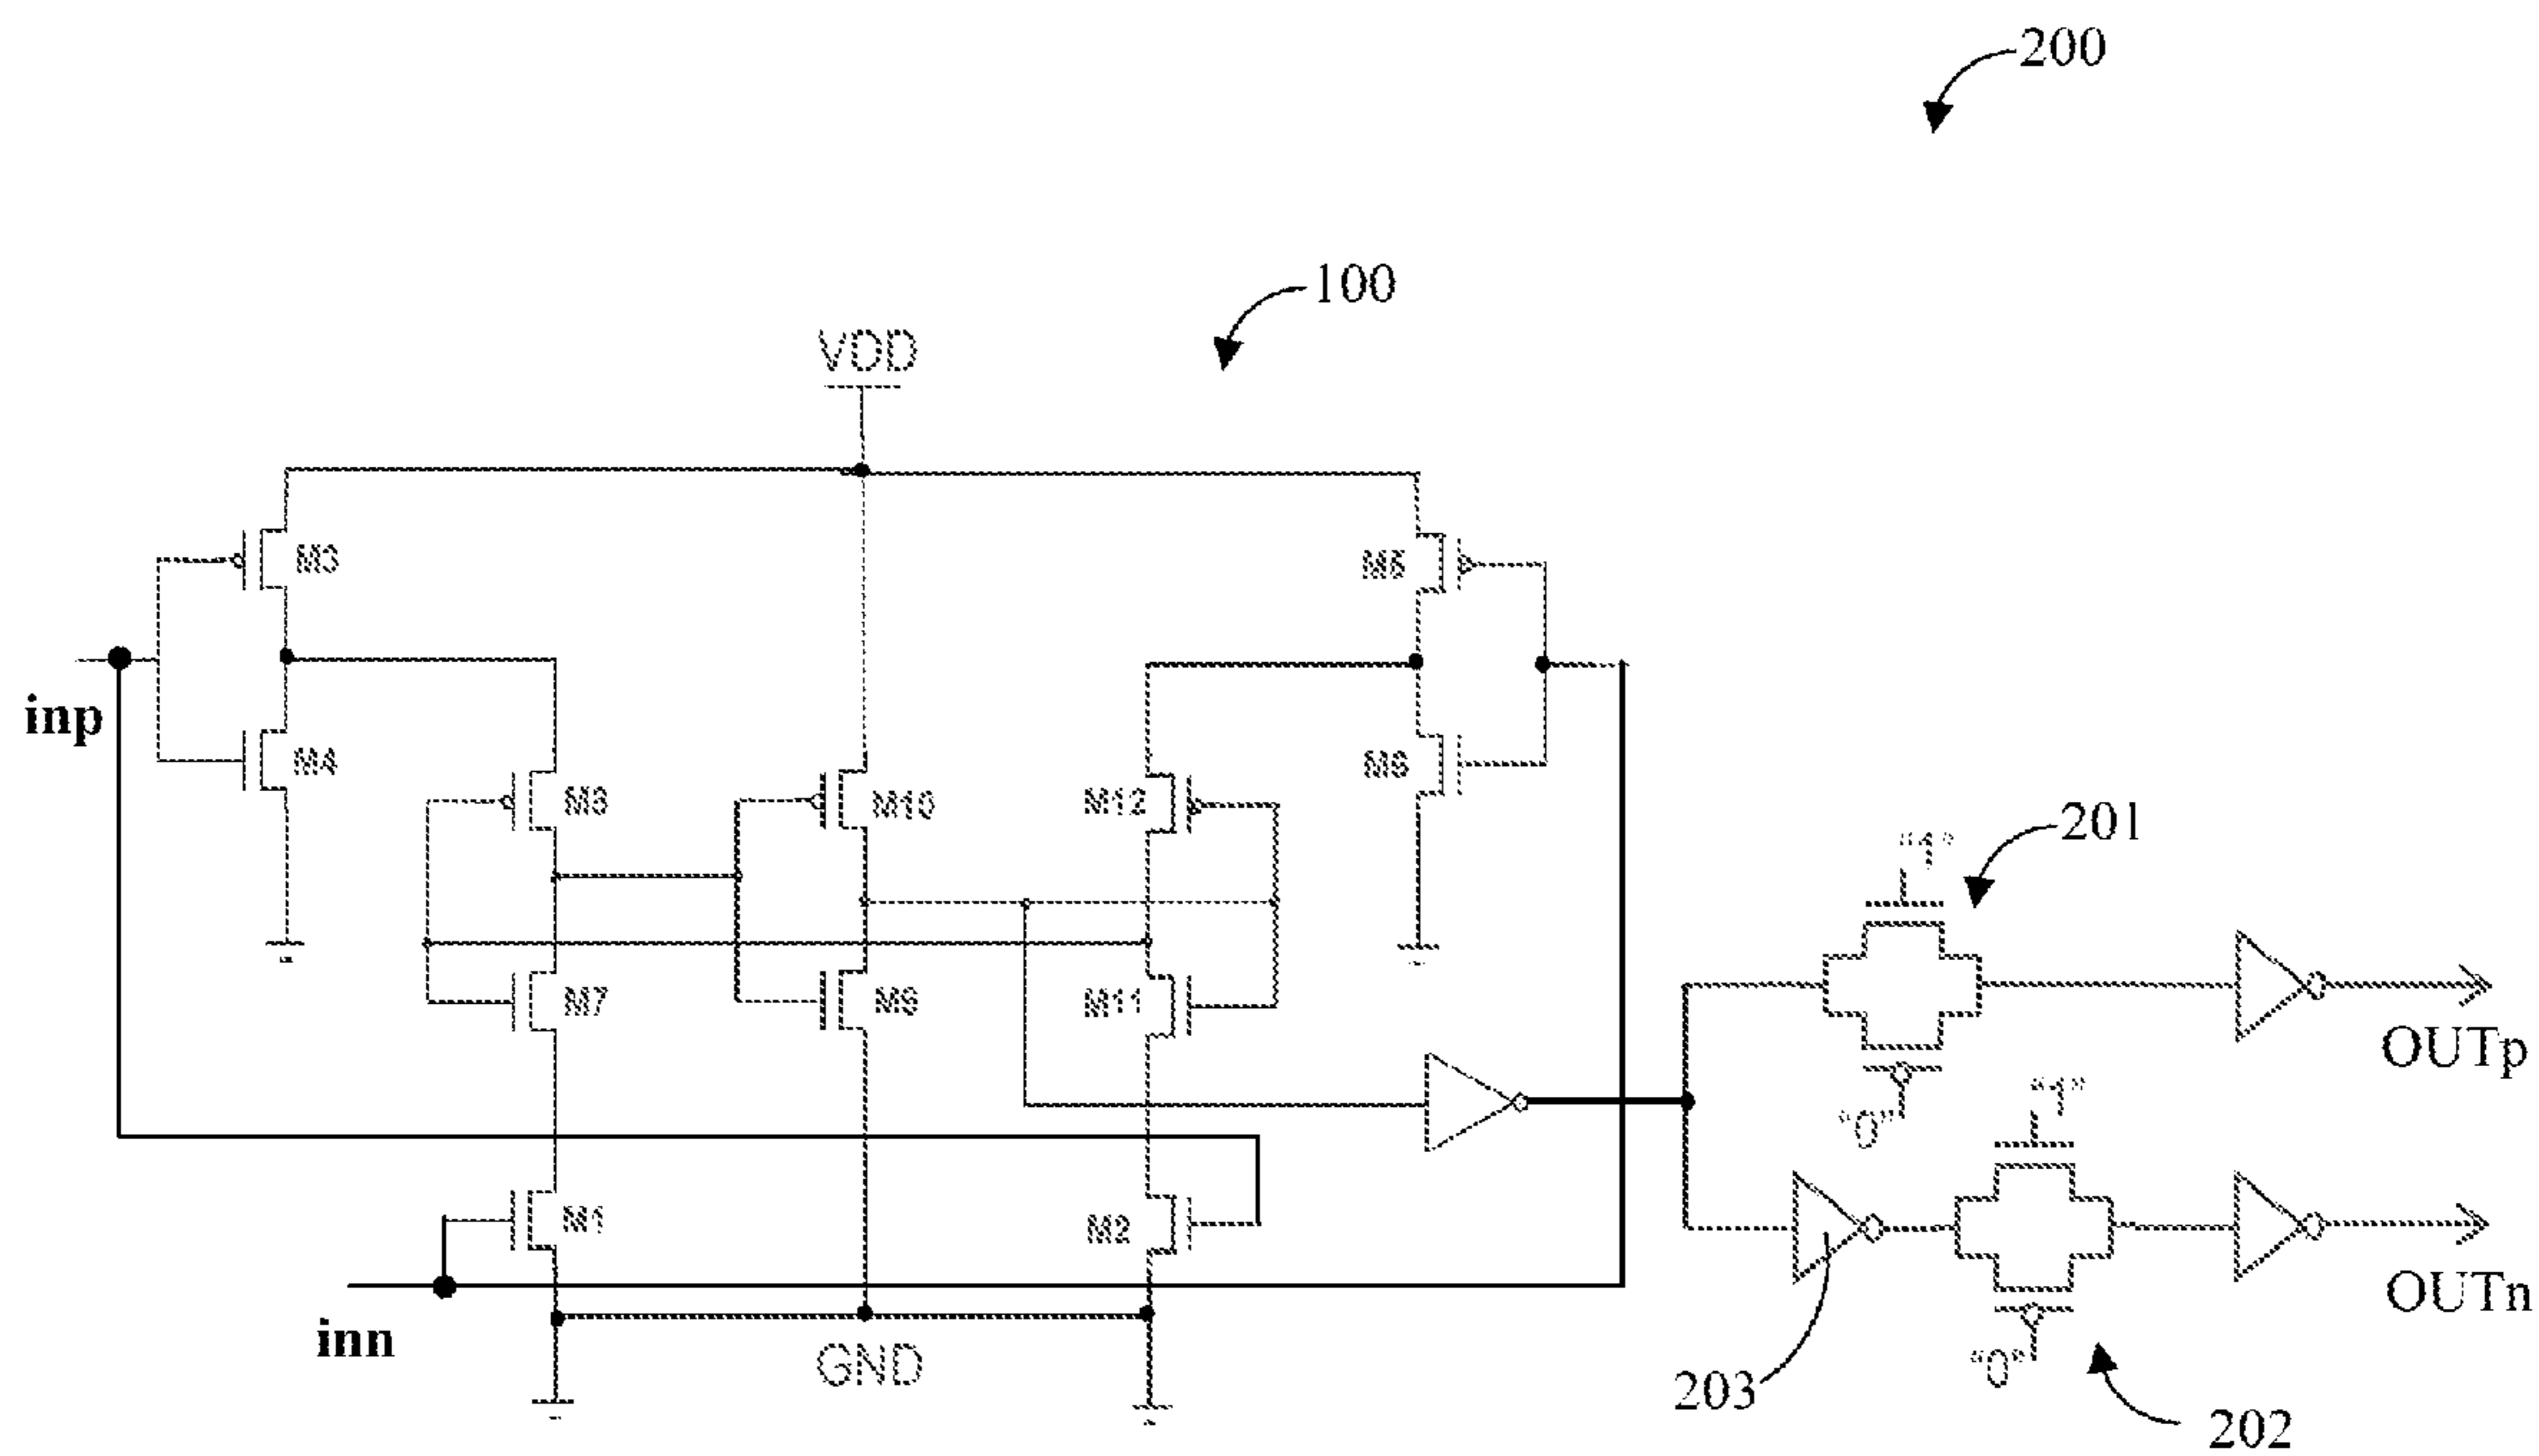 200
100
VDD
M3
M5
inp
M4
M6
M8
M10
M12
201
"1"
M7
M9
M11
"0"
OUTp
"1"
M1
M2
inn
GND
203
"0"
OUTn
202